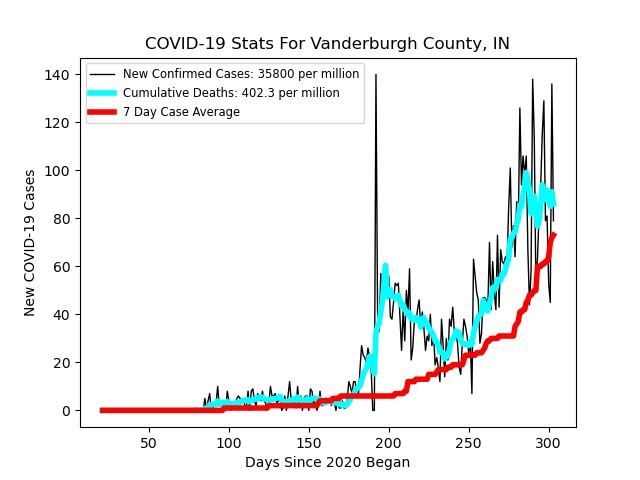 COVID-19 Stats For Vanderburgh County, IN
New Confirmed Cases: 35800 per million
Cumulative Deaths: 402.3 per million
7 Day Case Average
New COVID-19 Cases
140
120
100
80
60
40
20
0
50 100 150 200 250 300
Days Since 2020 Began